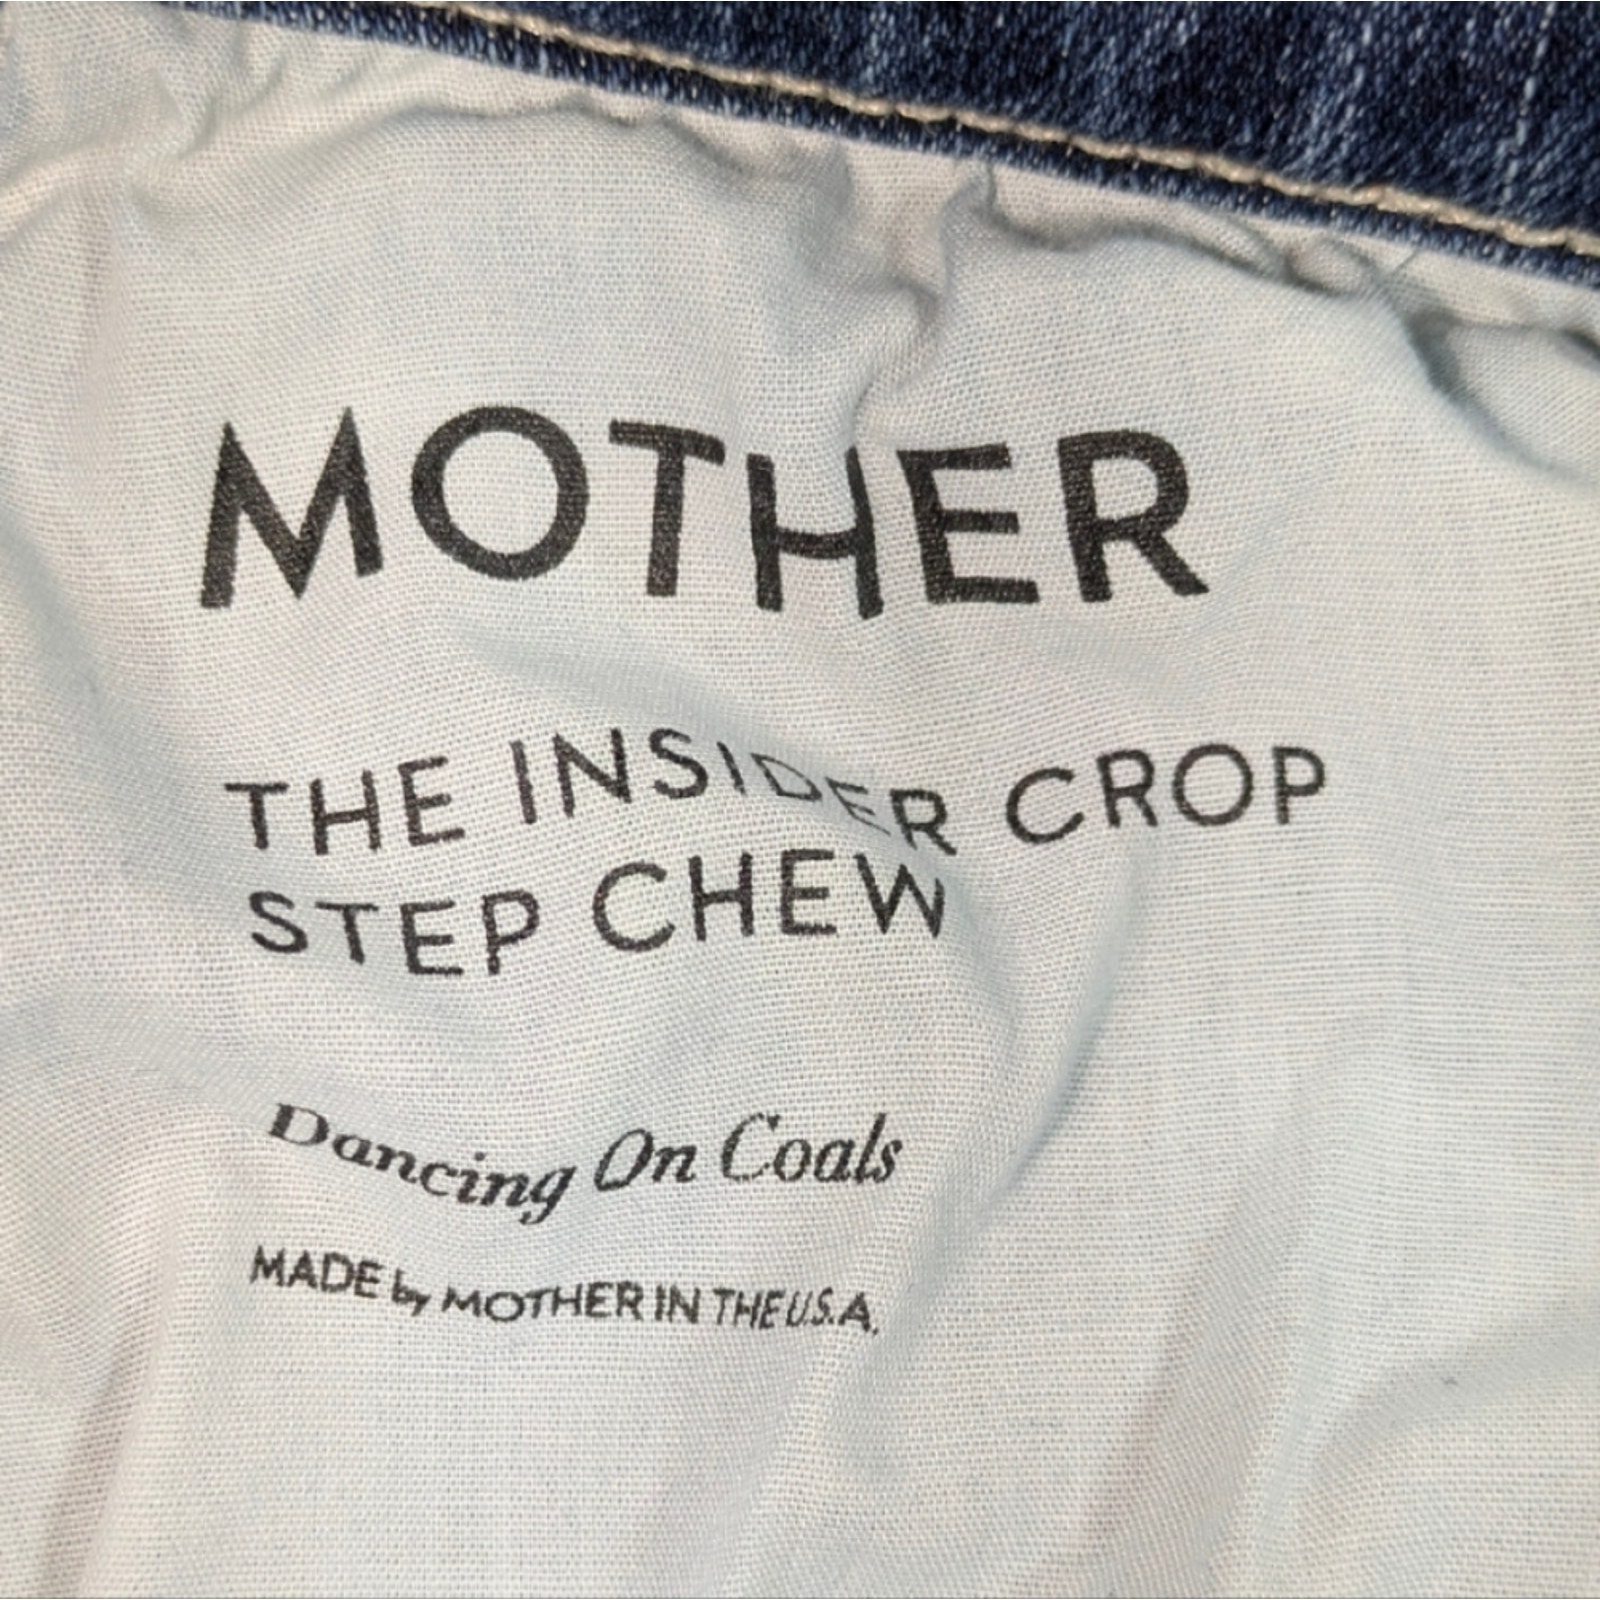 MOTHER
THE INSIDER CROP
STEP CHEW
Dancing On Coals
MADE by MOTHER IN THE U.S.A.